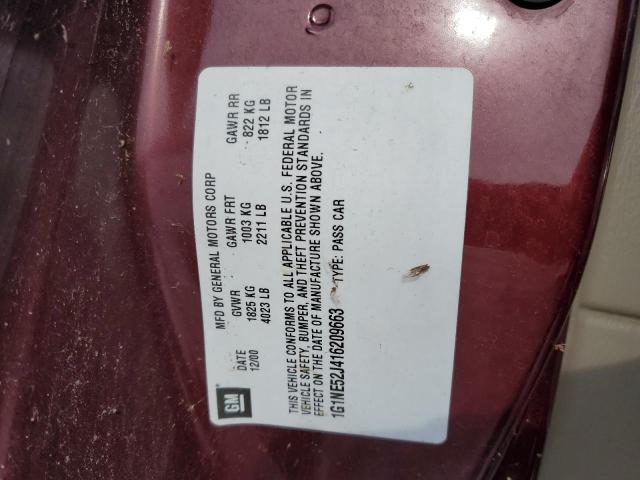 MFD BY GENERAL MOTORS CORP
DATE GVWR GAWR FRT GAWR RR
12/00 1825 KG 1003 KG 822 KG
4023 LB 2211 LB 1812 LB
GM
THIS VEHICLE CONFORMS TO ALL APPLICABLE U.S. FEDERAL MOTOR
VEHICLE SAFETY, BUMPER, AND THEFT PREVENTION STANDARDS IN
EFFECT ON THE DATE OF MANUFACTURE SHOWN ABOVE.
1G1NE52J416209663 TYPE: PASS CAR